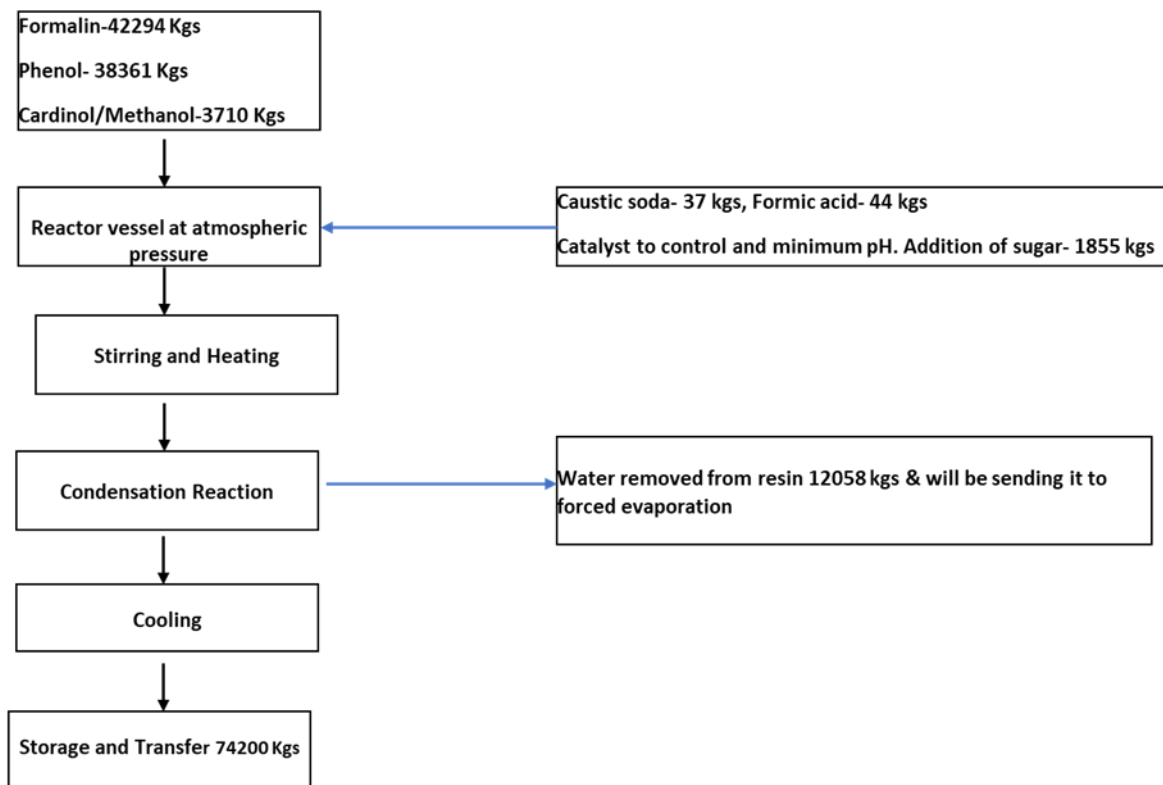 Formalin-42294 Kgs
Phenol- 38361 Kgs
Cardinol/Methanol-3710 Kgs
Reactor vessel at atmospheric
pressure
Caustic soda- 37 kgs, Formic acid- 44 kgs
Catalyst to control and minimum pH. Addition of sugar- 1855 kgs
Stirring and Heating
Condensation Reaction
Water removed from resin 12058 kgs & will be sending it to
forced evaporation
Cooling
Storage and Transfer 74200 Kgs